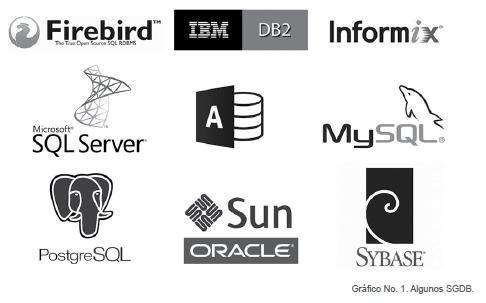 Firebird™
The True Open Source SQL RDBMS
IBM DB2
Informix®
Microsoft®
SQL Server®
A
MySQL®
PostgreSQL
Sun
ORACLE®
SYBASE®
Gráfico No. 1. Algunos SGDB.